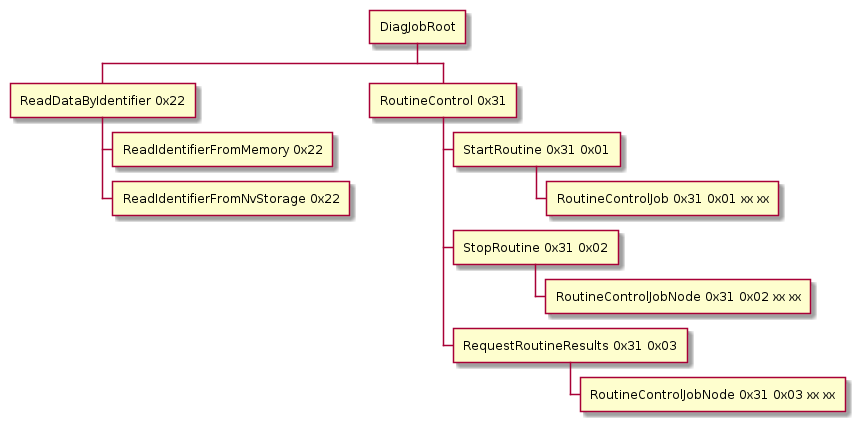 DiagJobRoot
ReadDataByIdentifier 0x22
RoutineControl 0x31
ReadIdentifierFromMemory 0x22
StartRoutine 0x31 0x01
ReadIdentifierFromNvStorage 0x22
RoutineControlJob 0x31 0x01 xx xx
StopRoutine 0x31 0x02
RoutineControlJobNode 0x31 0x02 xx xx
RequestRoutineResults 0x31 0x03
RoutineControlJobNode 0x31 0x03 xx xx